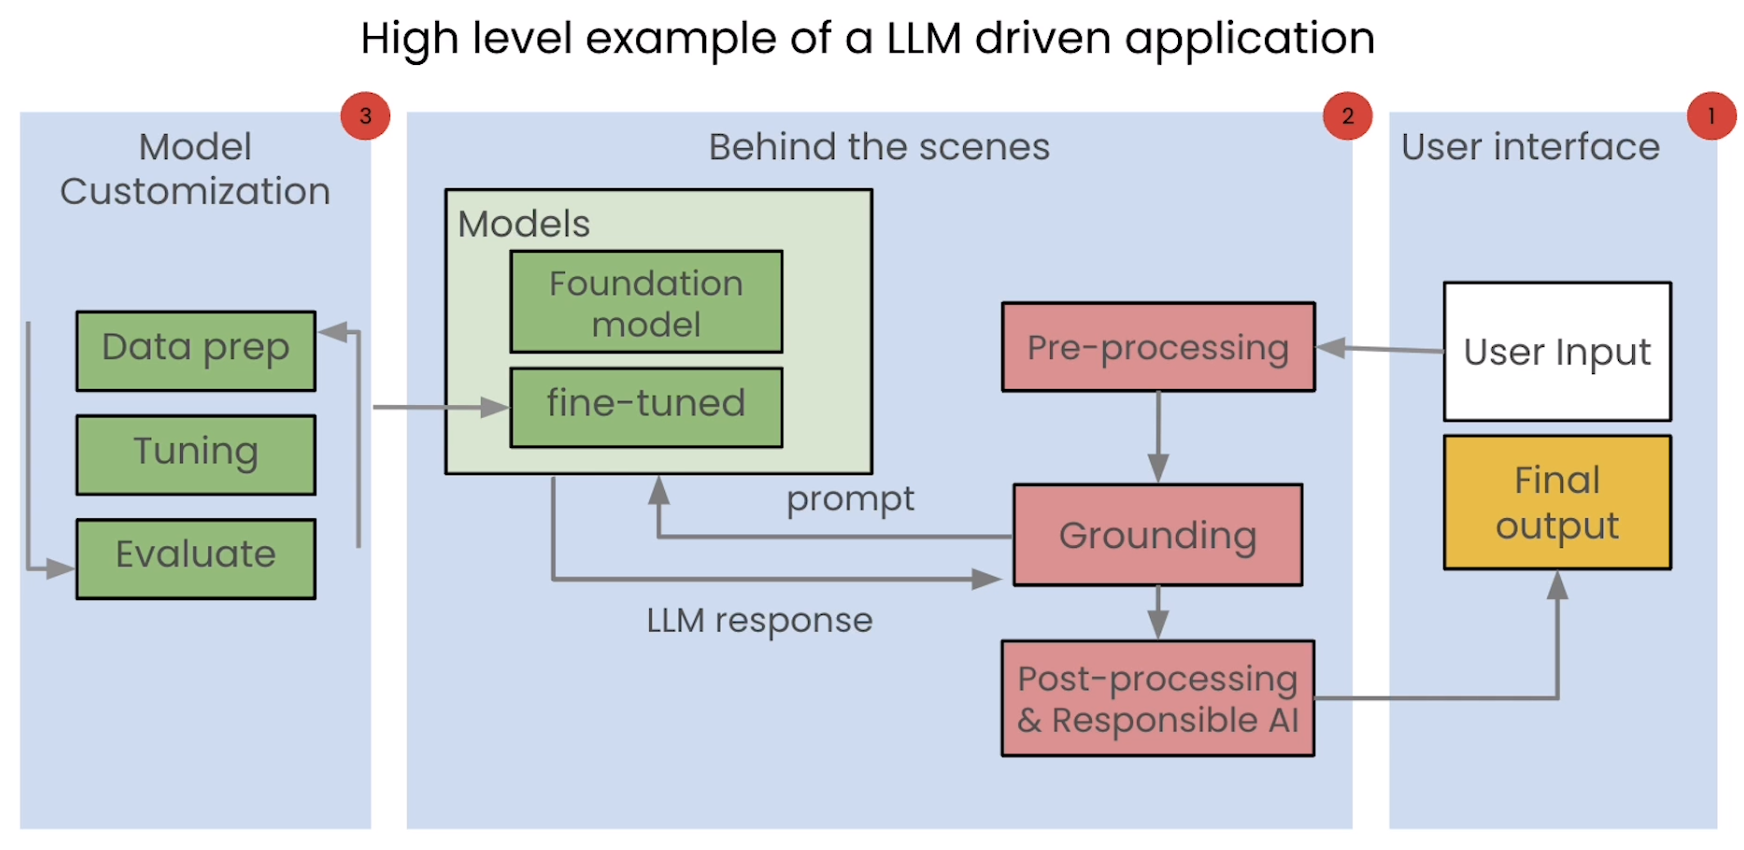 High level example of a LLM driven application
3
Model
Customization
Data prep
Tuning
Evaluate
2
Behind the scenes
Models
Foundation
model
fine-tuned
prompt
LLM response
Pre-processing
Grounding
Post-processing
& Responsible AI
1
User interface
User Input
Final
output